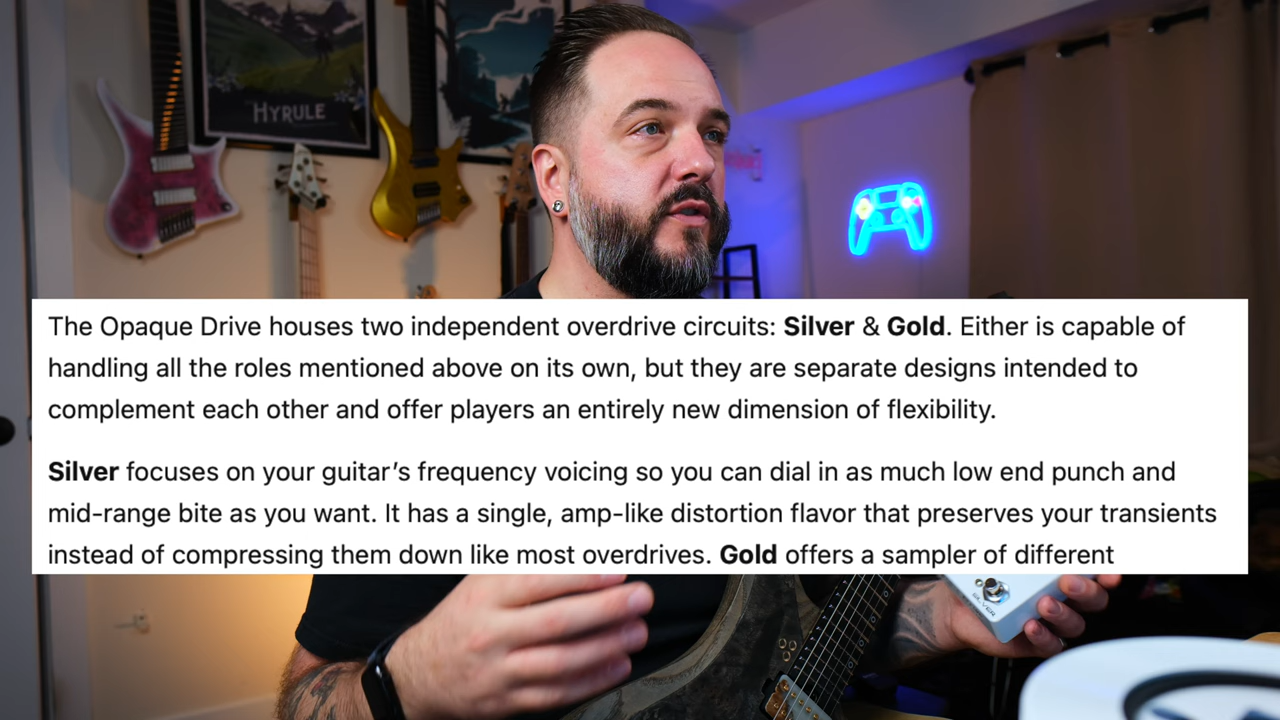 HYRULE
The Opaque Drive houses two independent overdrive circuits: Silver & Gold. Either is capable of
handling all the roles mentioned above on its own, but they are separate designs intended to
complement each other and offer players an entirely new dimension of flexibility.
Silver focuses on your guitar’s frequency voicing so you can dial in as much low end punch and
mid-range bite as you want. It has a single, amp-like distortion flavor that preserves your transients
instead of compressing them down like most overdrives. Gold offers a sampler of different
SILVER